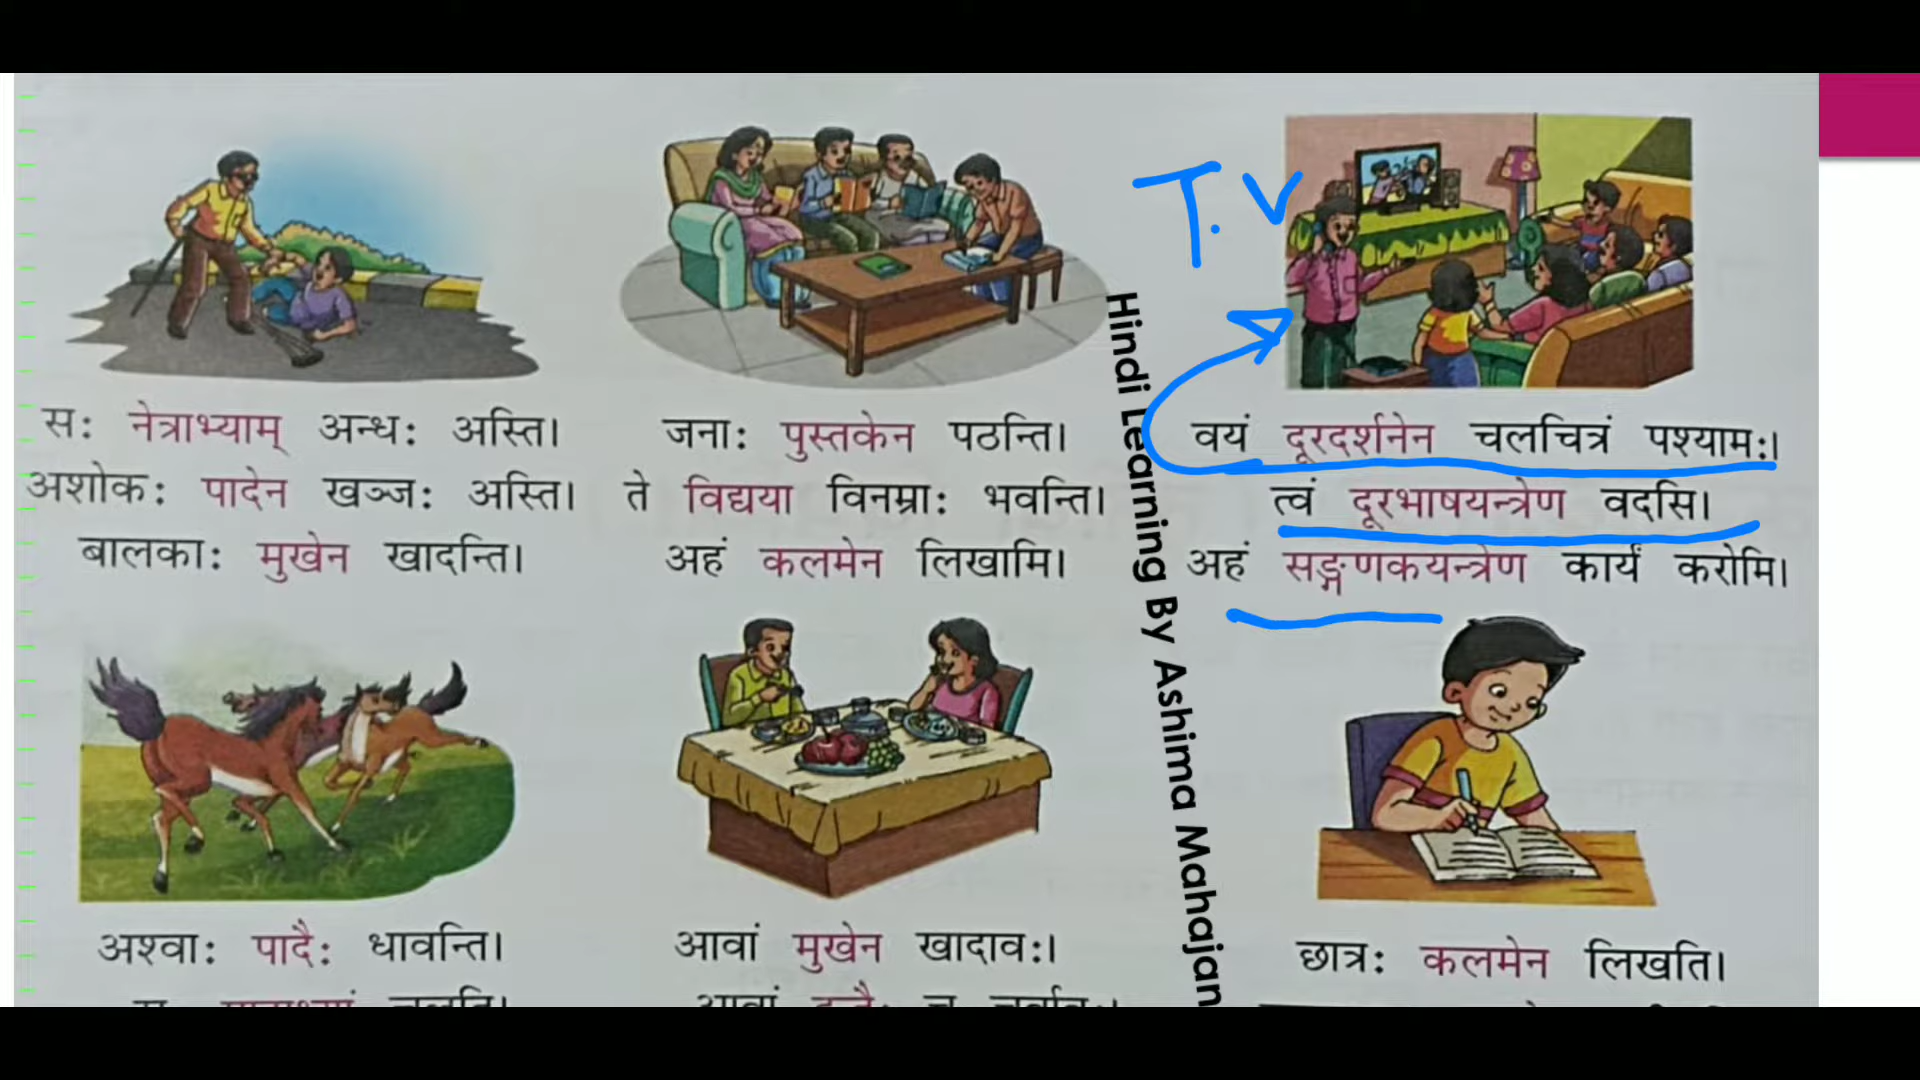 T.V
सः नेत्राभ्याम् अन्धः अस्ति।
अशोकः पादेन खञ्जः अस्ति।
बालकाः मुखेन खादन्ति।
जनाः पुस्तकेन पठन्ति।
ते विद्यया विनम्राः भवन्ति।
अहं कलमेन लिखामि।
वयं दूरदर्शनेन चलचित्रं पश्यामः।
त्वं दूरभाषयन्त्रेण वदसि।
अहं सङ्गणकयन्त्रेण कार्यं करोमि।
Hindi Learning By Ashima Mahajan
अश्वाः पादैः धावन्ति।
आवां मुखेन खादावः।
छात्रः कलमेन लिखति।